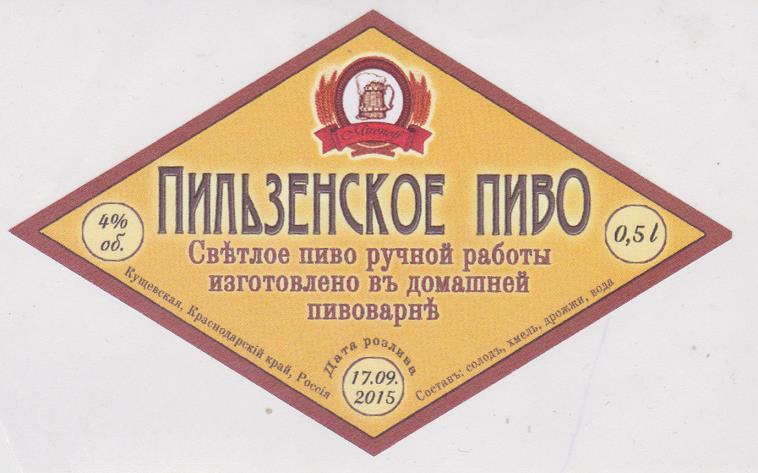 Mironoff
ПИЛЬЗЕНСКОЕ ПИВО
4%
об.
0,5 l
Свѣтлое пиво ручной работы
изготовлено въ домашней
пивоварнѣ
Кущевская, Краснодарскій край, Россія
Дата розлива
17.09.
2015
Составъ: солодъ, хмель, дрожжи, вода